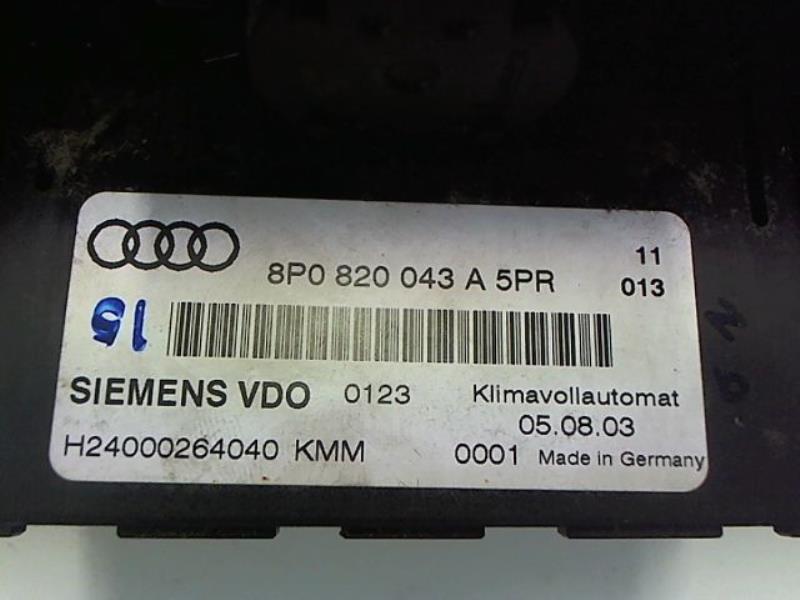 8P0 820 043 A 5PR
11
013
15
SIEMENS VDO 0123 Klimavollautomat
05.08.03
H24000264040 KMM 0001 Made in Germany